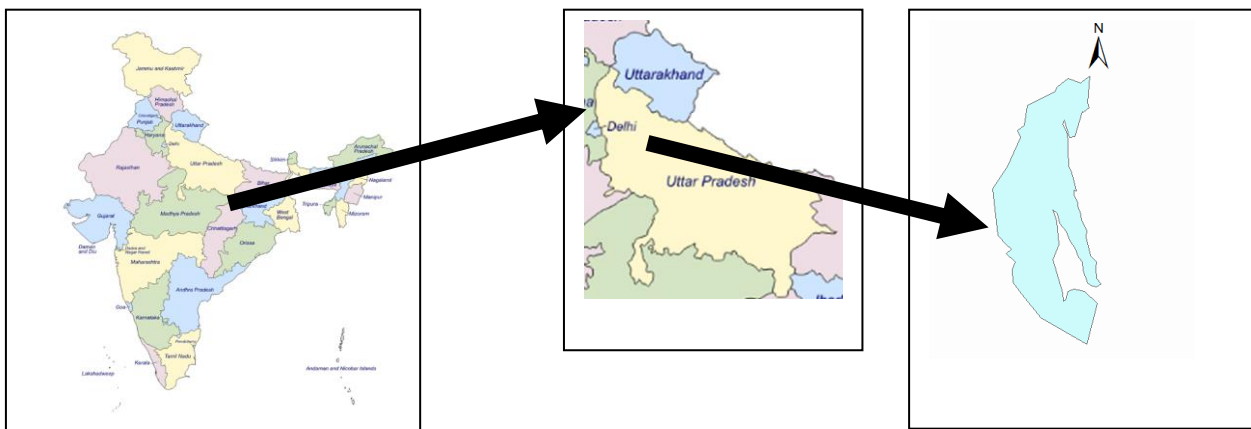 Jammu and Kashmir
Himachal
Pradesh
Punjab
Uttarakhand
Haryana
Delhi
Rajasthan
Uttar Pradesh
Sikkim
Arunachal
Pradesh
Nagaland
Manipur
Mizoram
Tripura
Bihar
West
Bengal
Gujarat
Madhya Pradesh
Chhattisgarh
Orissa
Daman
and Diu
Maharashtra
Andhra Pradesh
Goa
Karnataka
Tamil Nadu
Kerala
Lakshadweep
Andaman and Nicobar Islands
Uttarakhand
Delhi
Uttar Pradesh
N